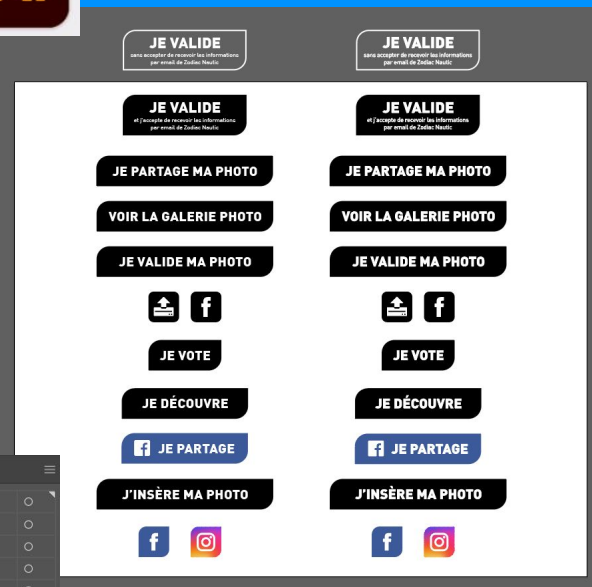 JE VALIDE
sans accepter de recevoir les informations
par email de Zodiac Nautic
JE VALIDE
sans accepter de recevoir les informations
par email de Zodiac Nautic
JE VALIDE
et j'accepte de recevoir les informations
par email de Zodiac Nautic
JE VALIDE
et j'accepte de recevoir les informations
par email de Zodiac Nautic
JE PARTAGE MA PHOTO
JE PARTAGE MA PHOTO
VOIR LA GALERIE PHOTO
VOIR LA GALERIE PHOTO
JE VALIDE MA PHOTO
JE VALIDE MA PHOTO
f
f
JE VOTE
JE VOTE
JE DÉCOUVRE
JE DÉCOUVRE
f JE PARTAGE
f JE PARTAGE
J'INSÈRE MA PHOTO
J'INSÈRE MA PHOTO
f
f